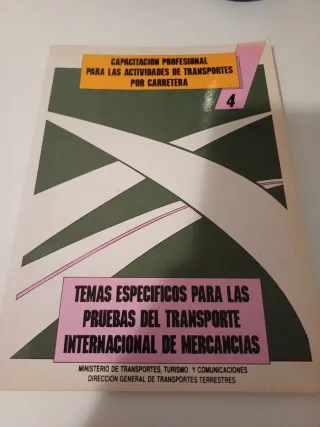 CAPACITACION PROFESIONAL
PARA LAS ACTIVIDADES DE TRANSPORTES
POR CARRETERA
4
TEMAS ESPECIFICOS PARA LAS
PRUEBAS DEL TRANSPORTE
INTERNACIONAL DE MERCANCIAS
MINISTERIO DE TRANSPORTES, TURISMO Y COMUNICACIONES
DIRECCION GENERAL DE TRANSPORTES TERRESTRES